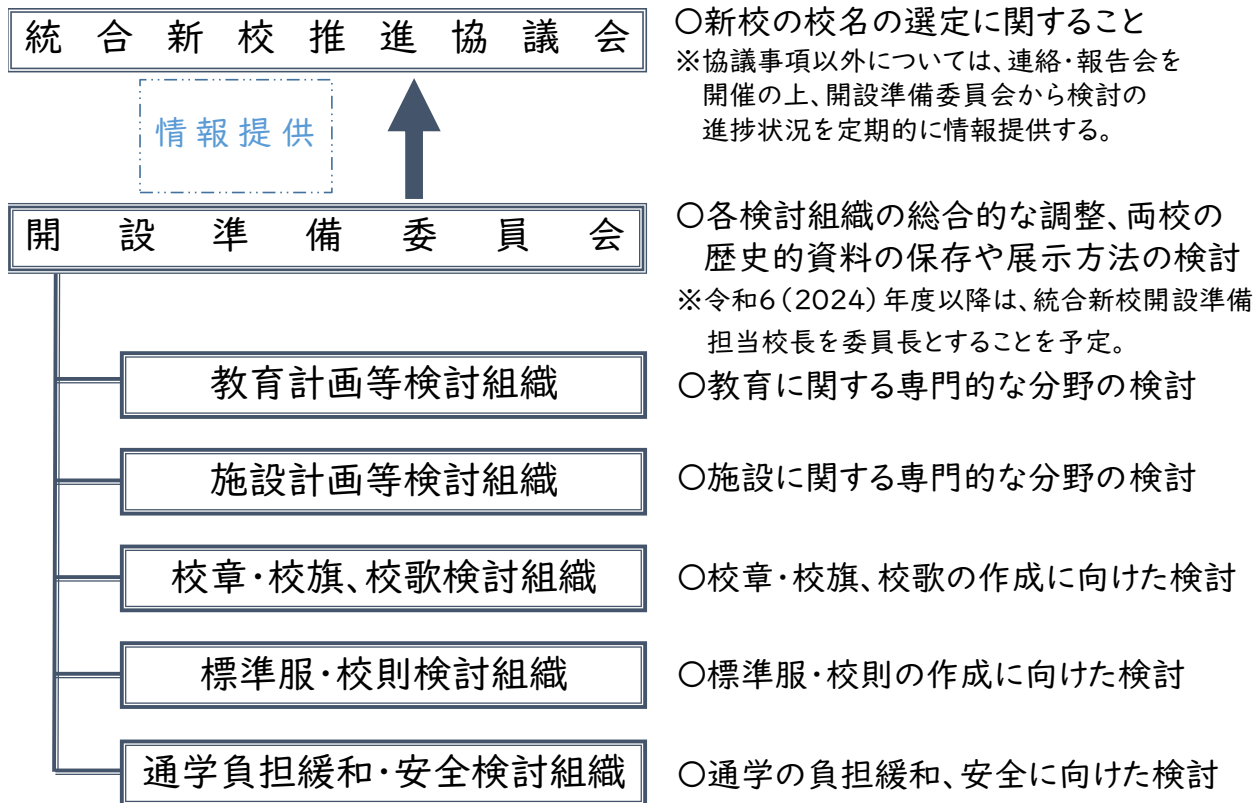 統合新校推進協議会
〇新校の校名の選定に関すること
※協議事項以外については、連絡・報告会を
開催の上、開設準備委員会から検討の
進捗状況を定期的に情報提供する。
情報提供
開設準備委員会
〇各検討組織の総合的な調整、両校の
歴史的資料の保存や展示方法の検討
※令和6(2024)年度以降は、統合新校開設準備
担当校長を委員長とすることを予定。
教育計画等検討組織
〇教育に関する専門的な分野の検討
施設計画等検討組織
〇施設に関する専門的な分野の検討
校章・校旗、校歌検討組織
〇校章・校旗、校歌の作成に向けた検討
標準服・校則検討組織
〇標準服・校則の作成に向けた検討
通学負担緩和・安全検討組織
〇通学の負担緩和、安全に向けた検討